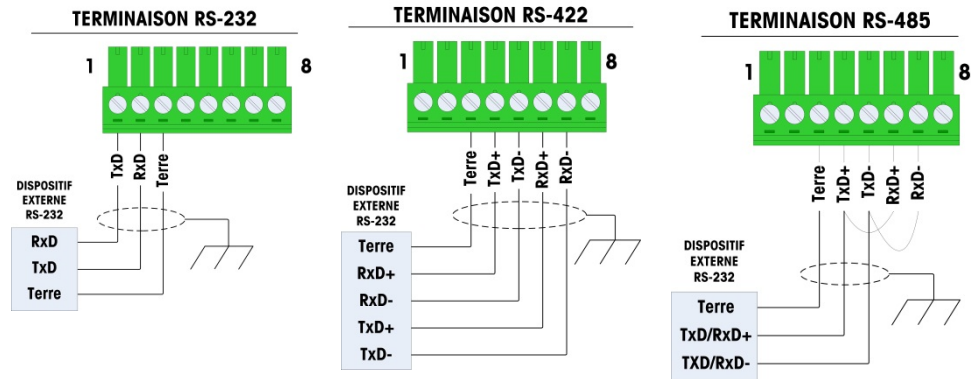 TERMINAISON RS-232
1
8
TxD
RxD
Terre
DISPOSITIF
EXTERNE
RS-232
RxD
TxD
Terre
TERMINAISON RS-422
1
8
Terre
TxD+
TxD-
RxD+
RxD-
DISPOSITIF
EXTERNE
RS-232
Terre
RxD+
RxD-
TxD+
TxD-
TERMINAISON RS-485
1
8
Terre
TxD+
TxD-
RxD+
RxD-
DISPOSITIF
EXTERNE
RS-232
Terre
TxD/RxD+
TXD/RxD-